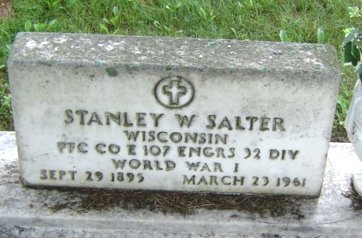 STANLEY W SALTER
WISCONSIN
PFC CO E 107 ENGRS 32 DIV
WORLD WAR I
SEPT 29 1895 MARCH 23 1961